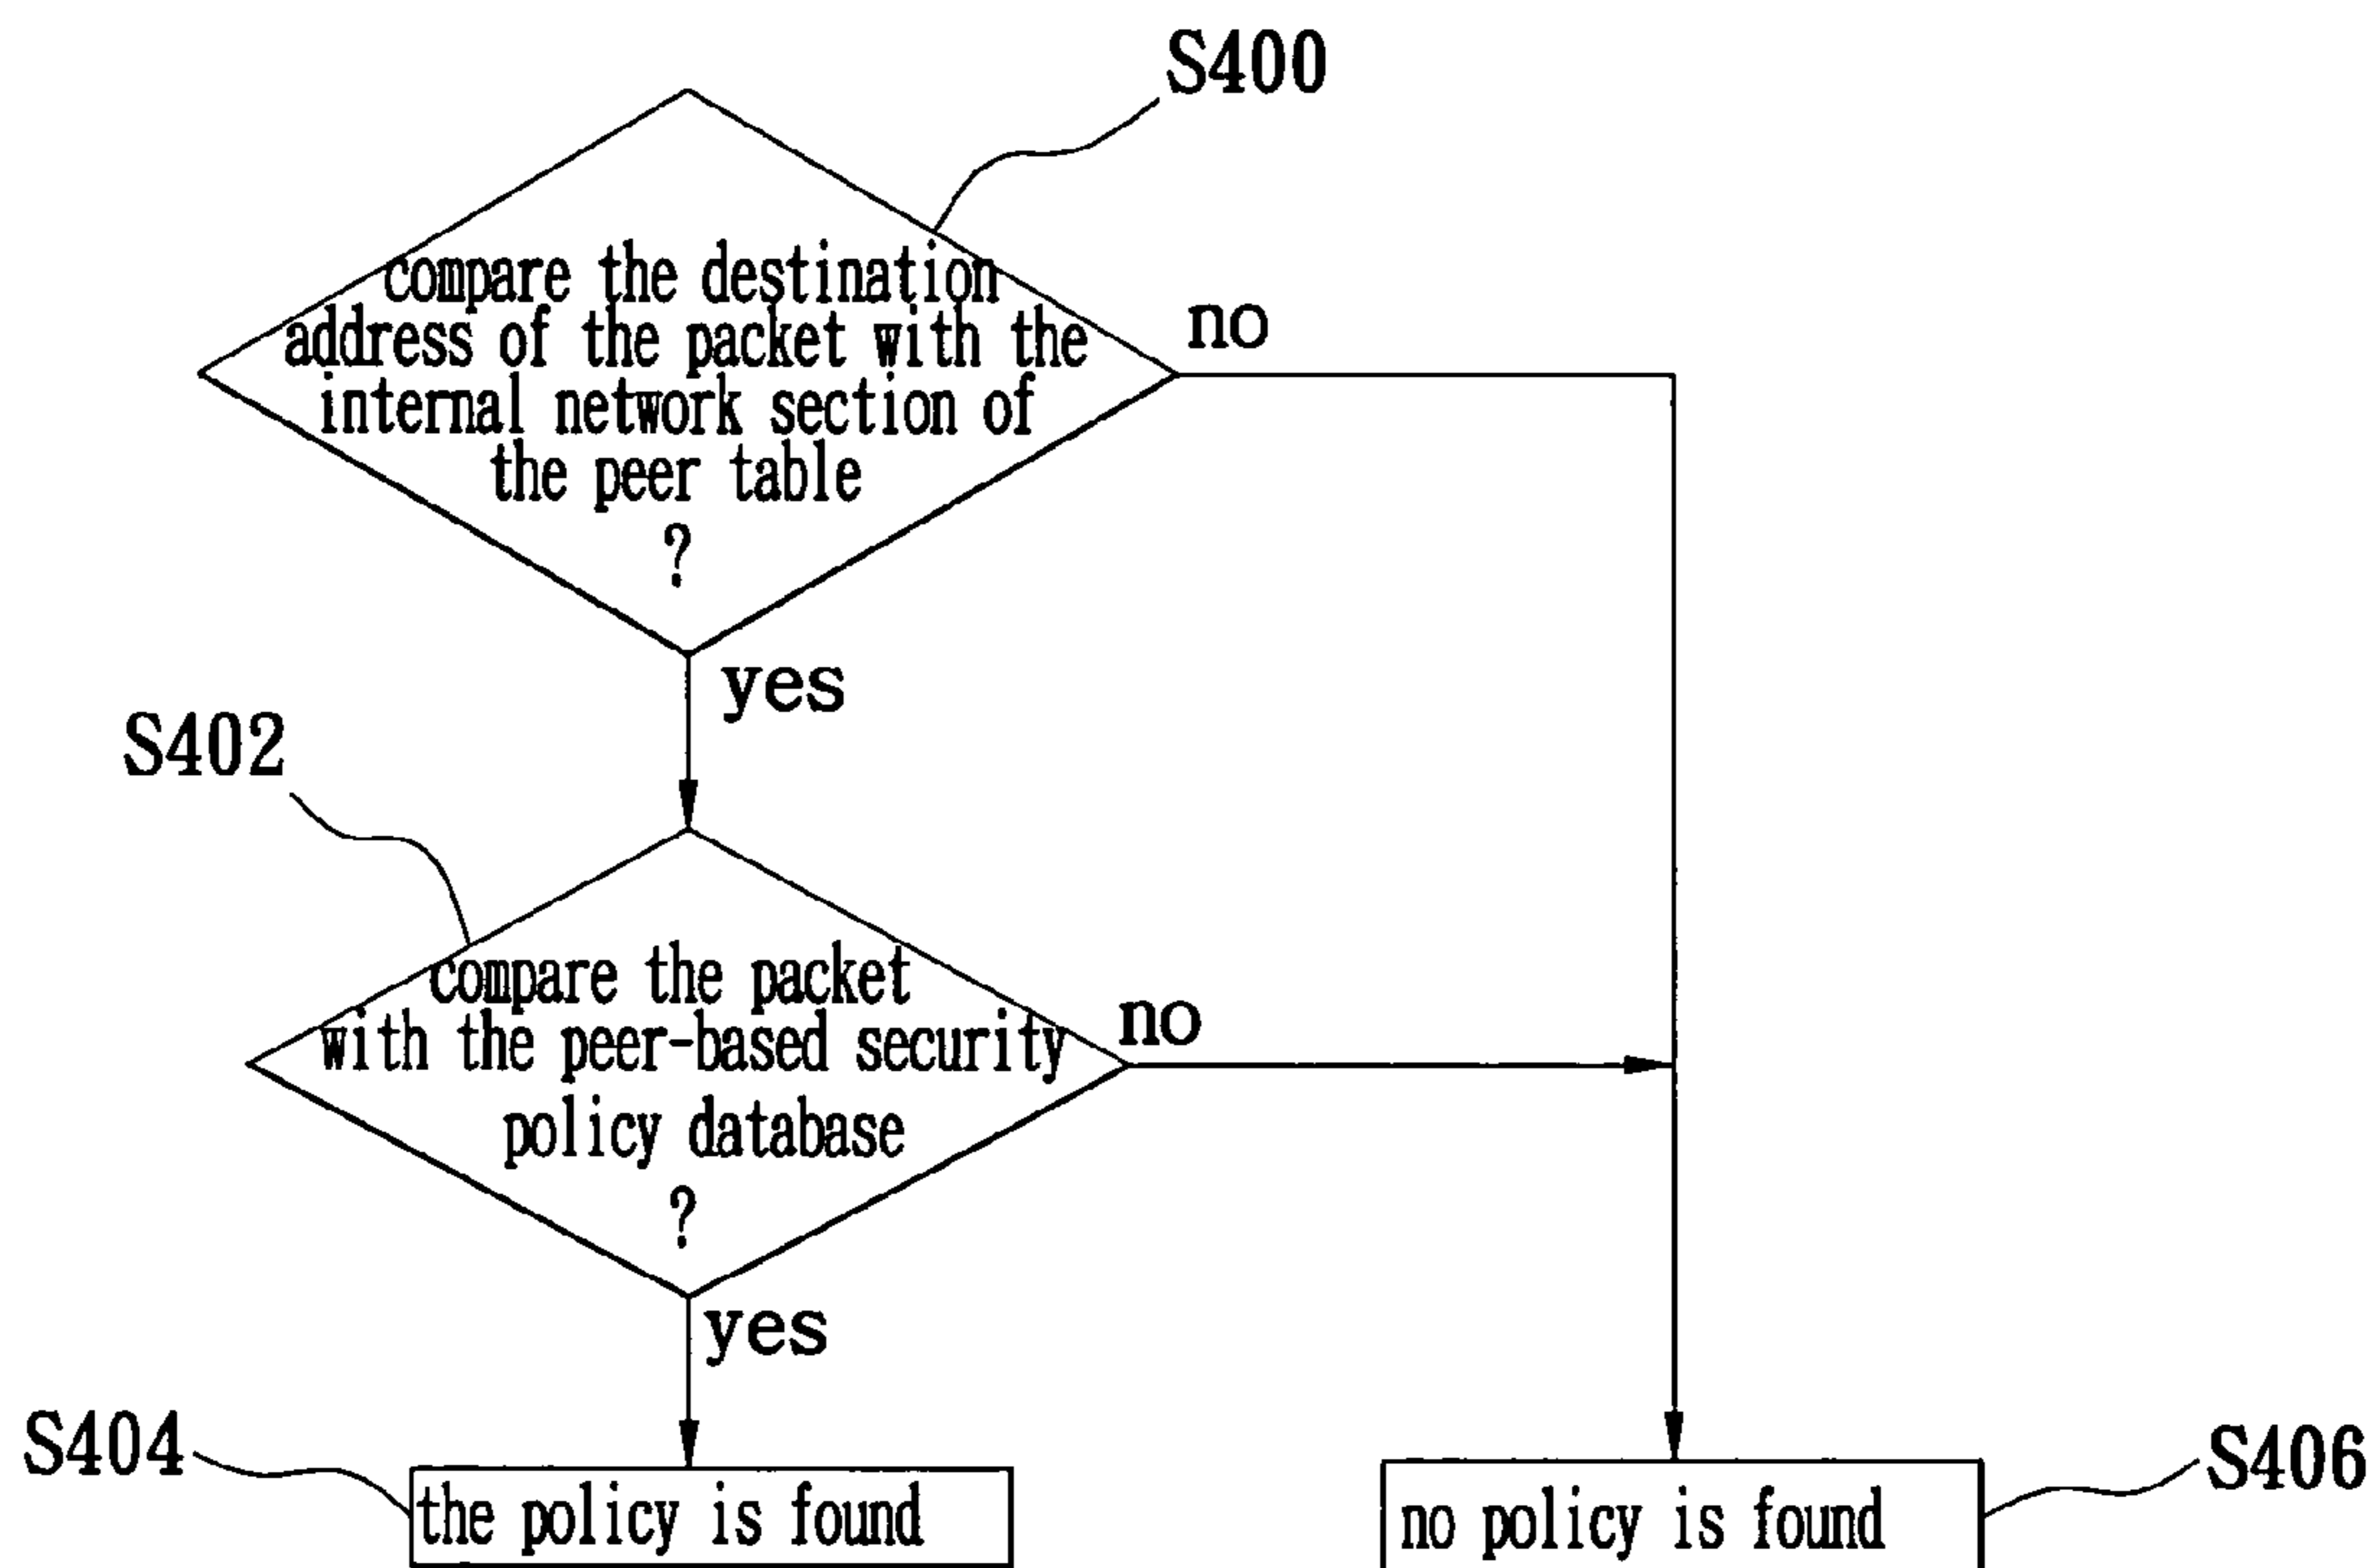 S400
compare the destination
address of the packet with the
internal network section of
the peer table
?
no
yes
S402
compare the packet
with the peer-based security
policy database
?
no
yes
S404
the policy is found
no policy is found
S406